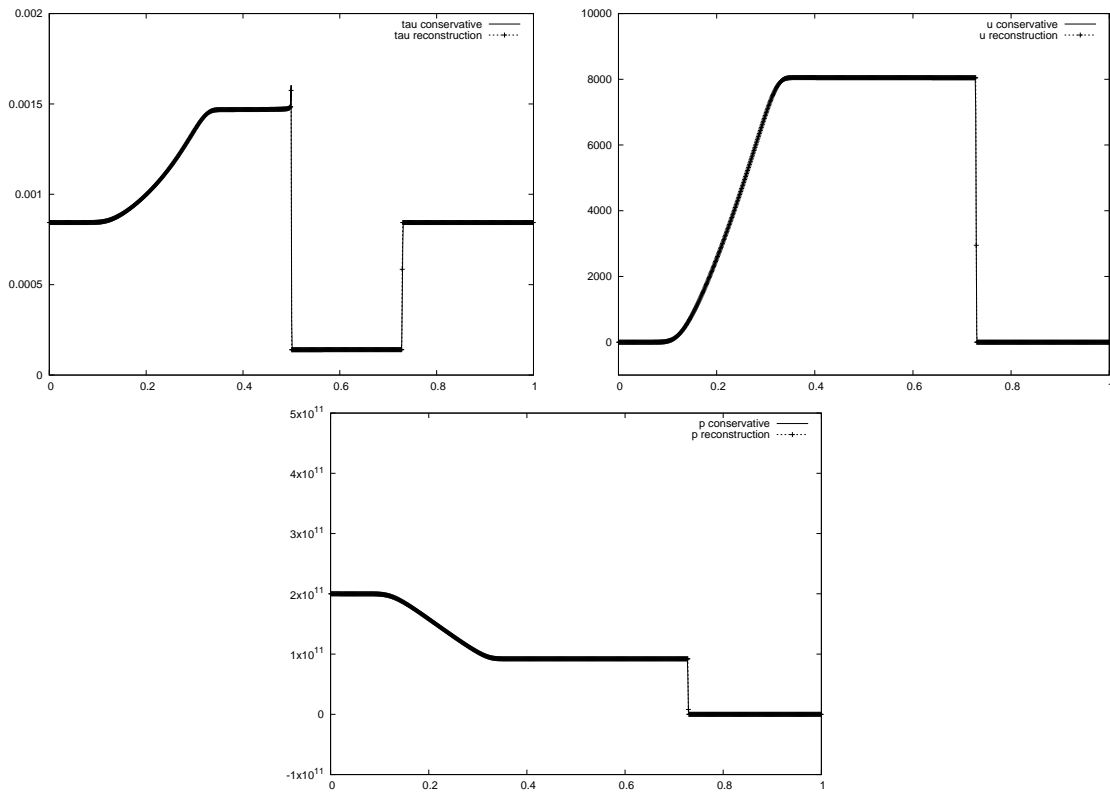 0.002
0.0015
0.001
0.0005
0
0 0.2 0.4 0.6 0.8 1
tau conservative
tau reconstruction
10000
8000
6000
4000
2000
0
0 0.2 0.4 0.6 0.8 1
u conservative
u reconstruction
5x10^11
4x10^11
3x10^11
2x10^11
1x10^11
0
-1x10^11
0 0.2 0.4 0.6 0.8 1
p conservative
p reconstruction